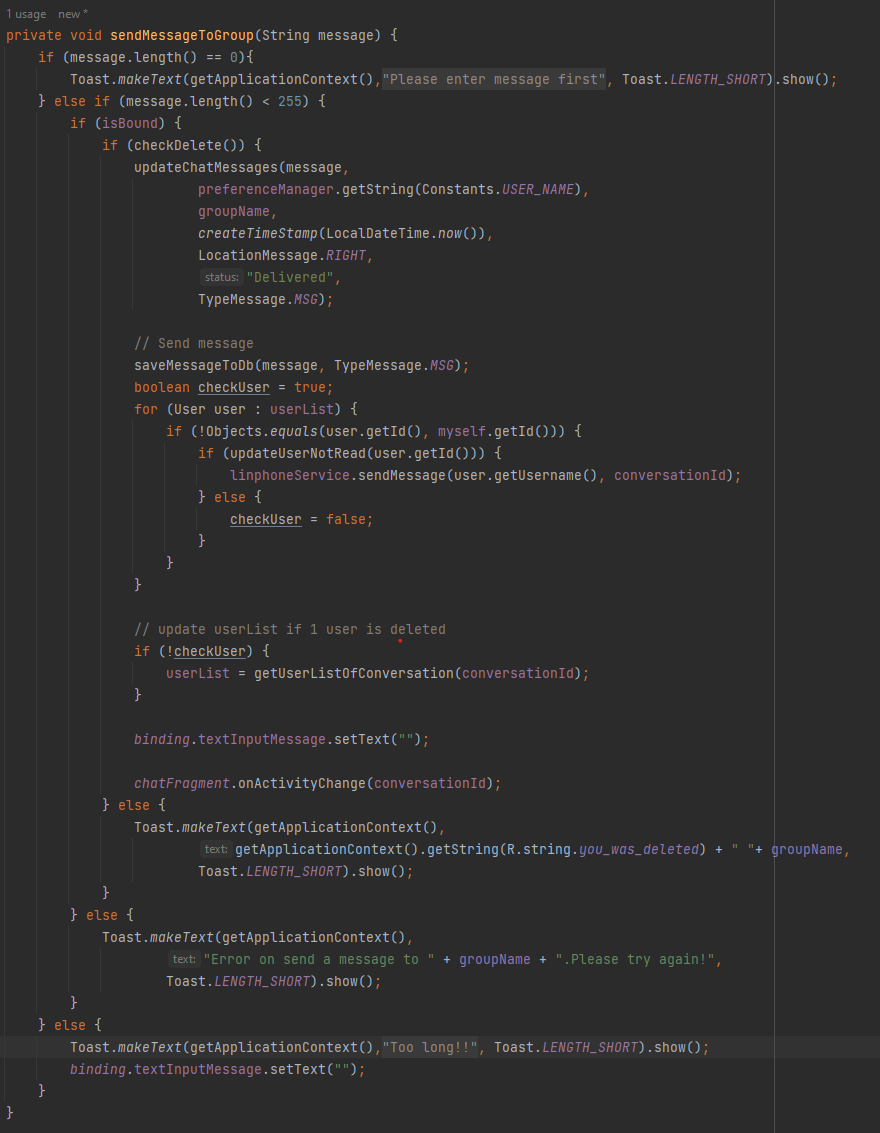 1 usage new *
private void sendMessageToGroup(String message) {
if (message.length() == 0){
Toast.makeText(getApplicationContext(),"Please enter message first", Toast.LENGTH_SHORT).show();
} else if (message.length() < 255) {
if (isBound) {
if (checkDelete()) {
updateChatMessages(message,
preferenceManager.getString(Constants.USER_NAME),
groupName,
createTimeStamp(LocalDateTime.now()),
LocationMessage.RIGHT,
status: "Delivered",
TypeMessage.MSG);
// Send message
saveMessageToDb(message, TypeMessage.MSG);
boolean checkUser = true;
for (User user : userList) {
if (!Objects.equals(user.getId(), myself.getId())) {
if (updateUserNotRead(user.getId())) {
linphoneService.sendMessage(user.getUsername(), conversationId);
} else {
checkUser = false;
}
}
}
// update userList if 1 user is deleted
if (!checkUser) {
userList = getUserListOfConversation(conversationId);
}
binding.textInputMessage.setText("");
chatFragment.onActivityChange(conversationId);
} else {
Toast.makeText(getApplicationContext(),
text: getApplicationContext().getString(R.string.you_was_deleted) + " "+ groupName,
Toast.LENGTH_SHORT).show();
}
} else {
Toast.makeText(getApplicationContext(),
text: "Error on send a message to " + groupName + ".Please try again!",
Toast.LENGTH_SHORT).show();
}
} else {
Toast.makeText(getApplicationContext(),"Too long!!", Toast.LENGTH_SHORT).show();
binding.textInputMessage.setText("");
}
}